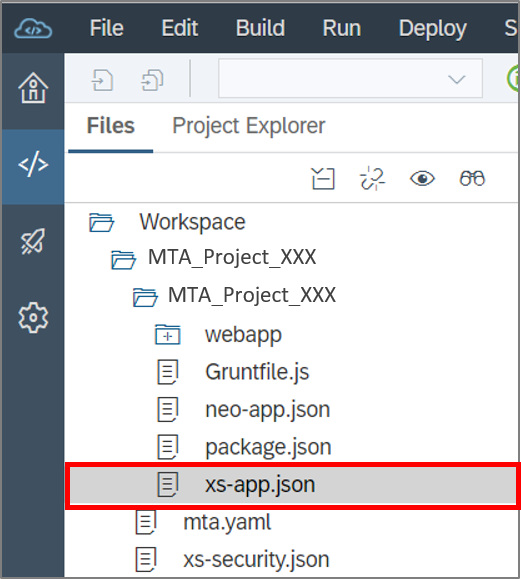 File Edit Build Run Deploy S
Files Project Explorer
Workspace
MTA_Project_XXX
MTA_Project_XXX
webapp
Gruntfile.js
neo-app.json
package.json
xs-app.json
mta.yaml
xs-security.json